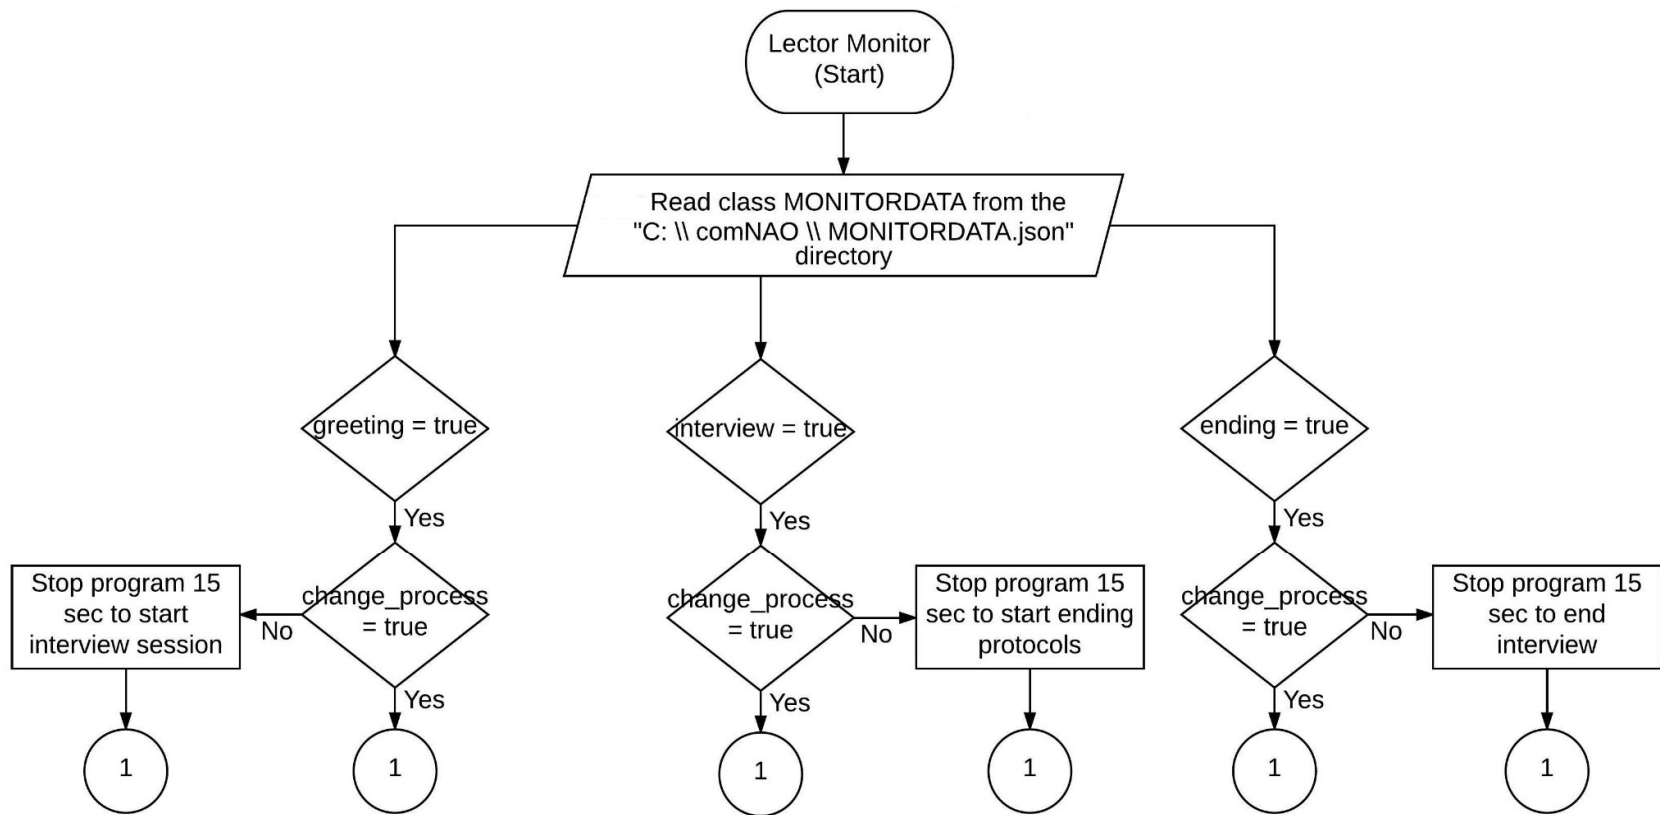 Lector Monitor
(Start)
Read class MONITORDATA from the
"C: \\ comNAO \\ MONITORDATA.json"
directory
greeting = true
interview = true
ending = true
Yes
Yes
Yes
Stop program 15
sec to start
interview session
No
change_process
= true
change_process
= true
No
Stop program 15
sec to start ending
protocols
change_process
= true
No
Stop program 15
sec to end
interview
Yes
Yes
Yes
1
1
1
1
1
1